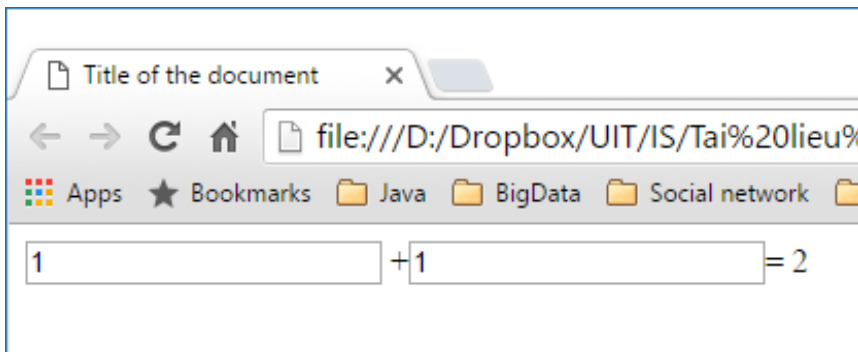 Title of the document
file:///D:/Dropbox/UIT/IS/Tai%20lieu%
Apps Bookmarks Java BigData Social network
1 +1 = 2